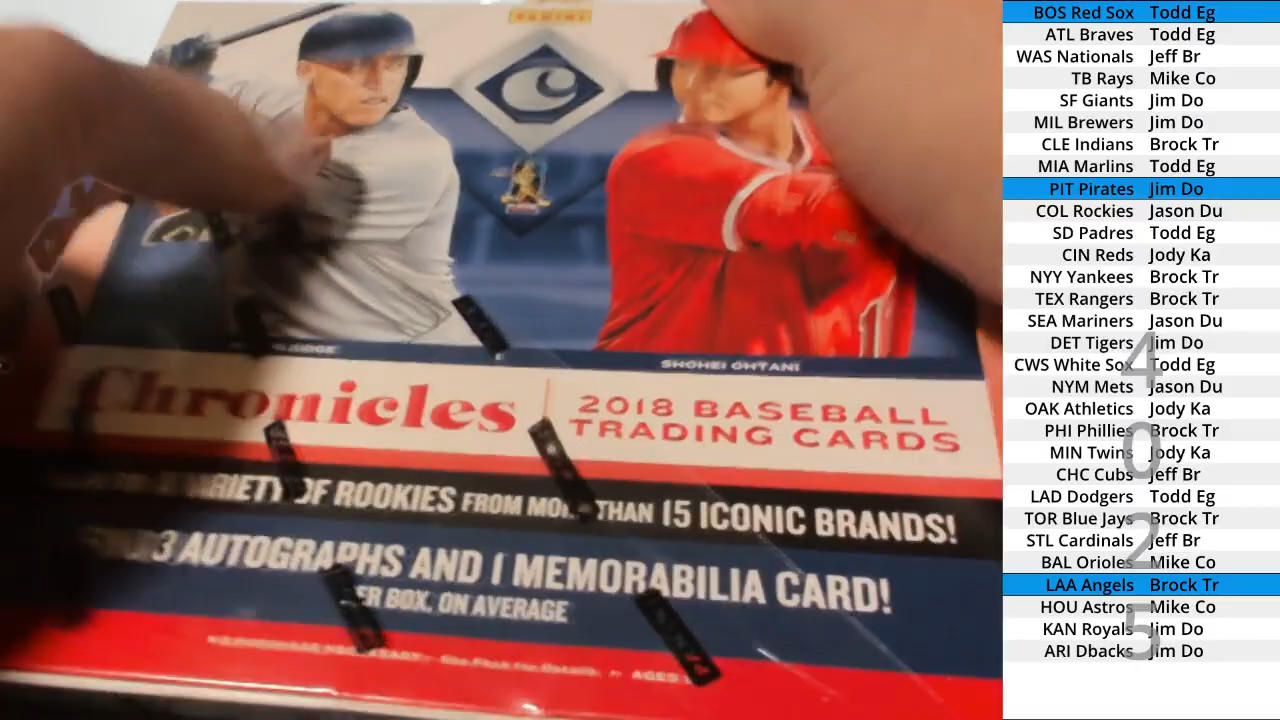 PANINI
SHOHEI OHTANI
Chronicles
2018 BASEBALL
TRADING CARDS
OF ROOKIES FROM THAN 15 ICONIC BRANDS!
3 AUTOGRAPHS AND 1 MEMORABILIA CARD!
PER BOX, ON AVERAGE
BOS Red Sox Todd Eg
ATL Braves Todd Eg
WAS Nationals Jeff Br
TB Rays Mike Co
SF Giants Jim Do
MIL Brewers Jim Do
CLE Indians Brock Tr
MIA Marlins Todd Eg
PIT Pirates Jim Do
COL Rockies Jason Du
SD Padres Todd Eg
CIN Reds Jody Ka
NYY Yankees Brock Tr
TEX Rangers Brock Tr
SEA Mariners Jason Du
DET Tigers Jim Do
CWS White Sox Todd Eg
NYM Mets Jason Du
OAK Athletics Jody Ka
PHI Phillies Brock Tr
MIN Twins Jody Ka
CHC Cubs Jeff Br
LAD Dodgers Todd Eg
TOR Blue Jays Brock Tr
STL Cardinals Jeff Br
BAL Orioles Mike Co
LAA Angels Brock Tr
HOU Astros Mike Co
KAN Royals Jim Do
ARI Dbacks Jim Do
4
0
2
5